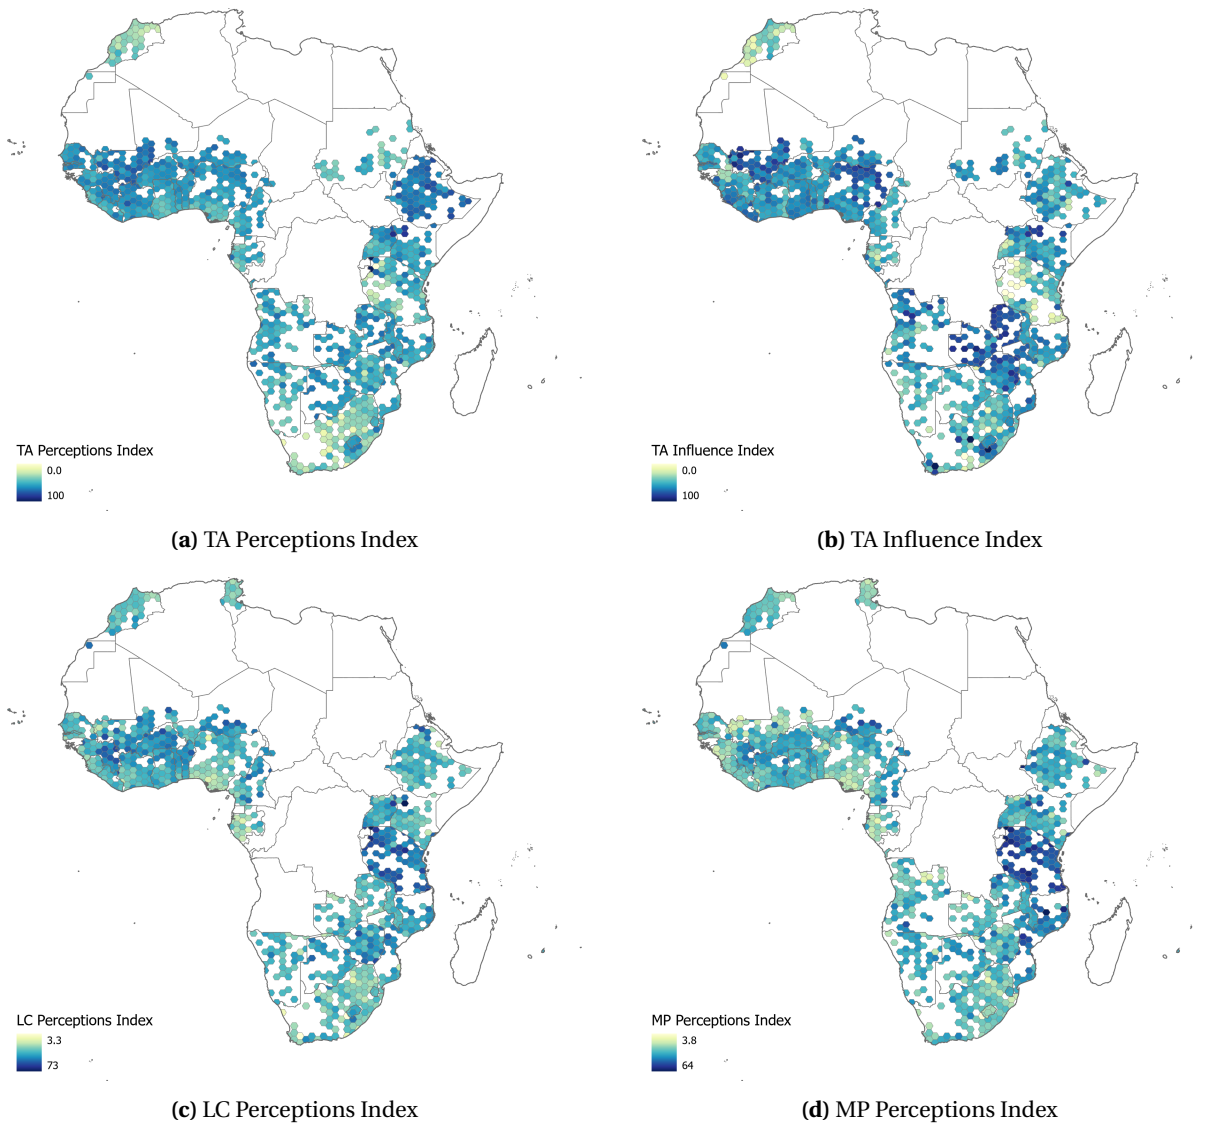 TA Perceptions Index
0.0
100
(a) TA Perceptions Index
TA Influence Index
0.0
100
(b) TA Influence Index
LC Perceptions Index
3.3
73
(c) LC Perceptions Index
MP Perceptions Index
3.8
64
(d) MP Perceptions Index